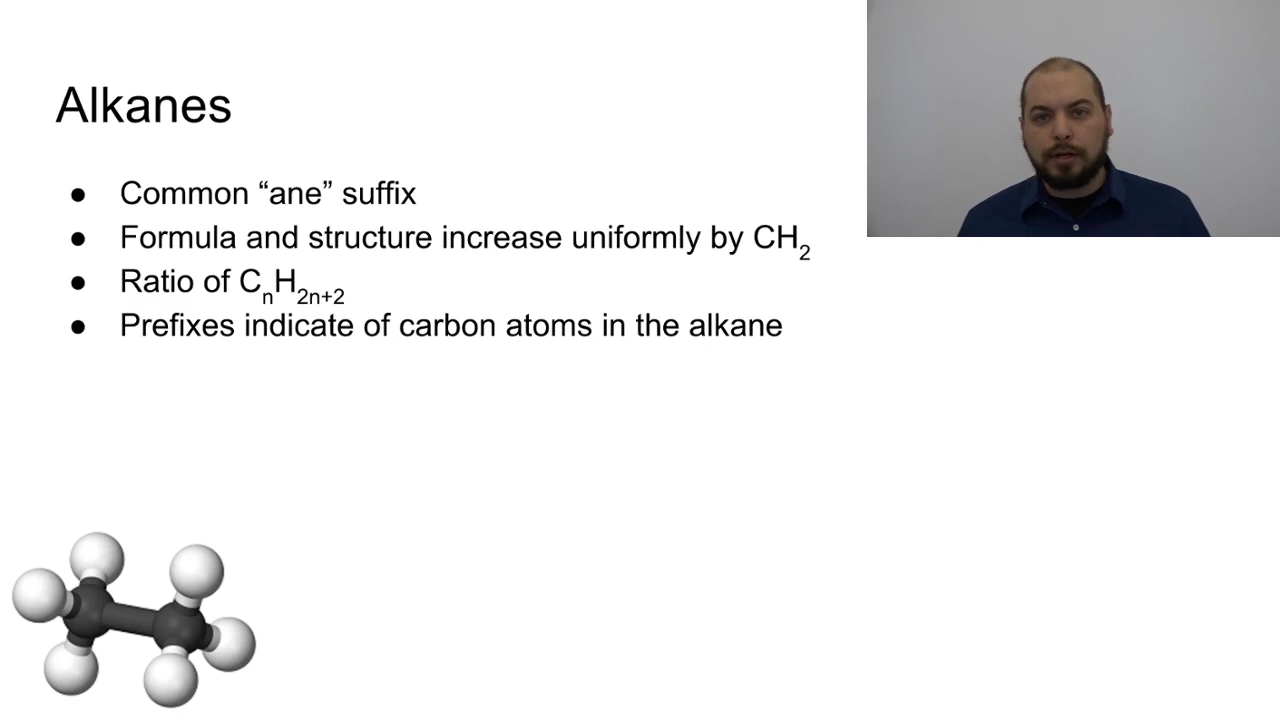 Alkanes
● Common “ane” suffix
● Formula and structure increase uniformly by CH₂
● Ratio of CₙH₂ₙ₊₂
● Prefixes indicate of carbon atoms in the alkane